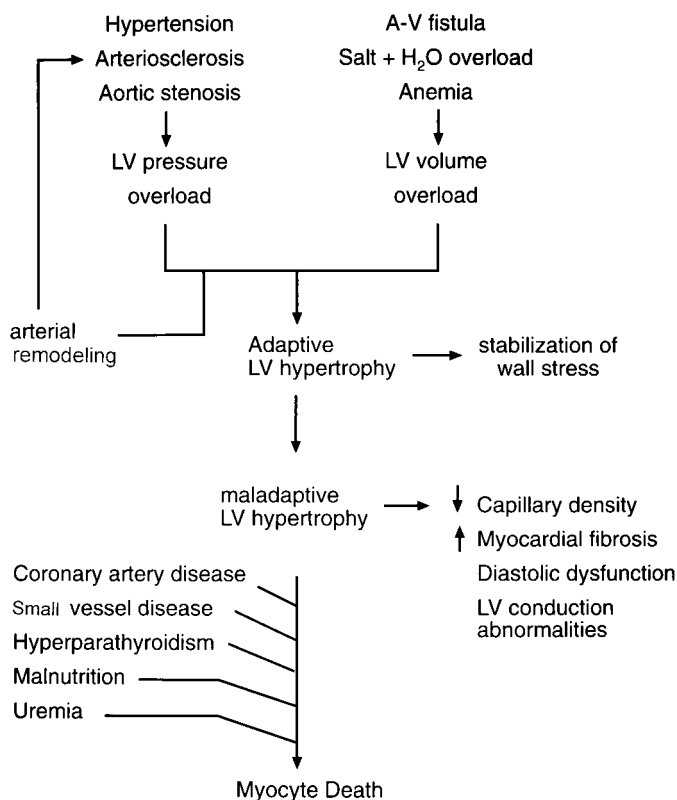 Hypertension
Arteriosclerosis
Aortic stenosis
A-V fistula
Salt + H₂O overload
Anemia
LV pressure
overload
LV volume
overload
arterial
remodeling
Adaptive
LV hypertrophy
stabilization of
wall stress
maladaptive
LV hypertrophy
Capillary density
Myocardial fibrosis
Diastolic dysfunction
LV conduction
abnormalities
Coronary artery disease
Small vessel disease
Hyperparathyroidism
Malnutrition
Uremia
Myocyte Death